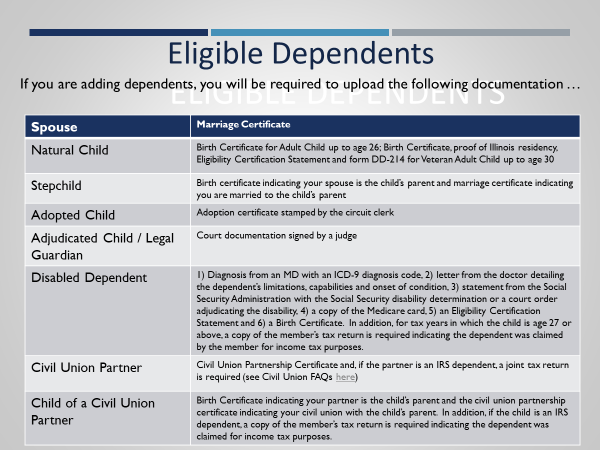 Eligible Dependents
If you are adding dependents, you will be required to upload the following documentation …
ELIGIBLE DEPENDENTS
Spouse
Marriage Certificate
Natural Child
Birth Certificate for Adult Child up to age 26; Birth Certificate, proof of Illinois residency,
Eligibility Certification Statement and form DD-214 for Veteran Adult Child up to age 30
Stepchild
Birth certificate indicating your spouse is the child's parent and marriage certificate indicating
you are married to the child's parent
Adopted Child
Adoption certificate stamped by the circuit clerk
Adjudicated Child / Legal
Guardian
Court documentation signed by a judge
Disabled Dependent
1) Diagnosis from an MD with an ICD-9 diagnosis code, 2) letter from the doctor detailing
the dependent's limitations, capabilities and onset of condition, 3) statement from the Social
Security Administration with the Social Security disability determination or a court order
adjudicating the disability, 4) a copy of the Medicare card, 5) an Eligibility Certification
Statement and 6) a Birth Certificate. In addition, for tax years in which the child is age 27 or
above, a copy of the member's tax return is required indicating the dependent was claimed
by the member for income tax purposes.
Civil Union Partner
Civil Union Partnership Certificate and, if the partner is an IRS dependent, a joint tax return
is required (see Civil Union FAQs here)
Child of a Civil Union
Partner
Birth Certificate indicating your partner is the child's parent and the civil union partnership
certificate indicating your civil union with the child's parent. In addition, if the child is an IRS
dependent, a copy of the member's tax return is required indicating the dependent was
claimed for income tax purposes.